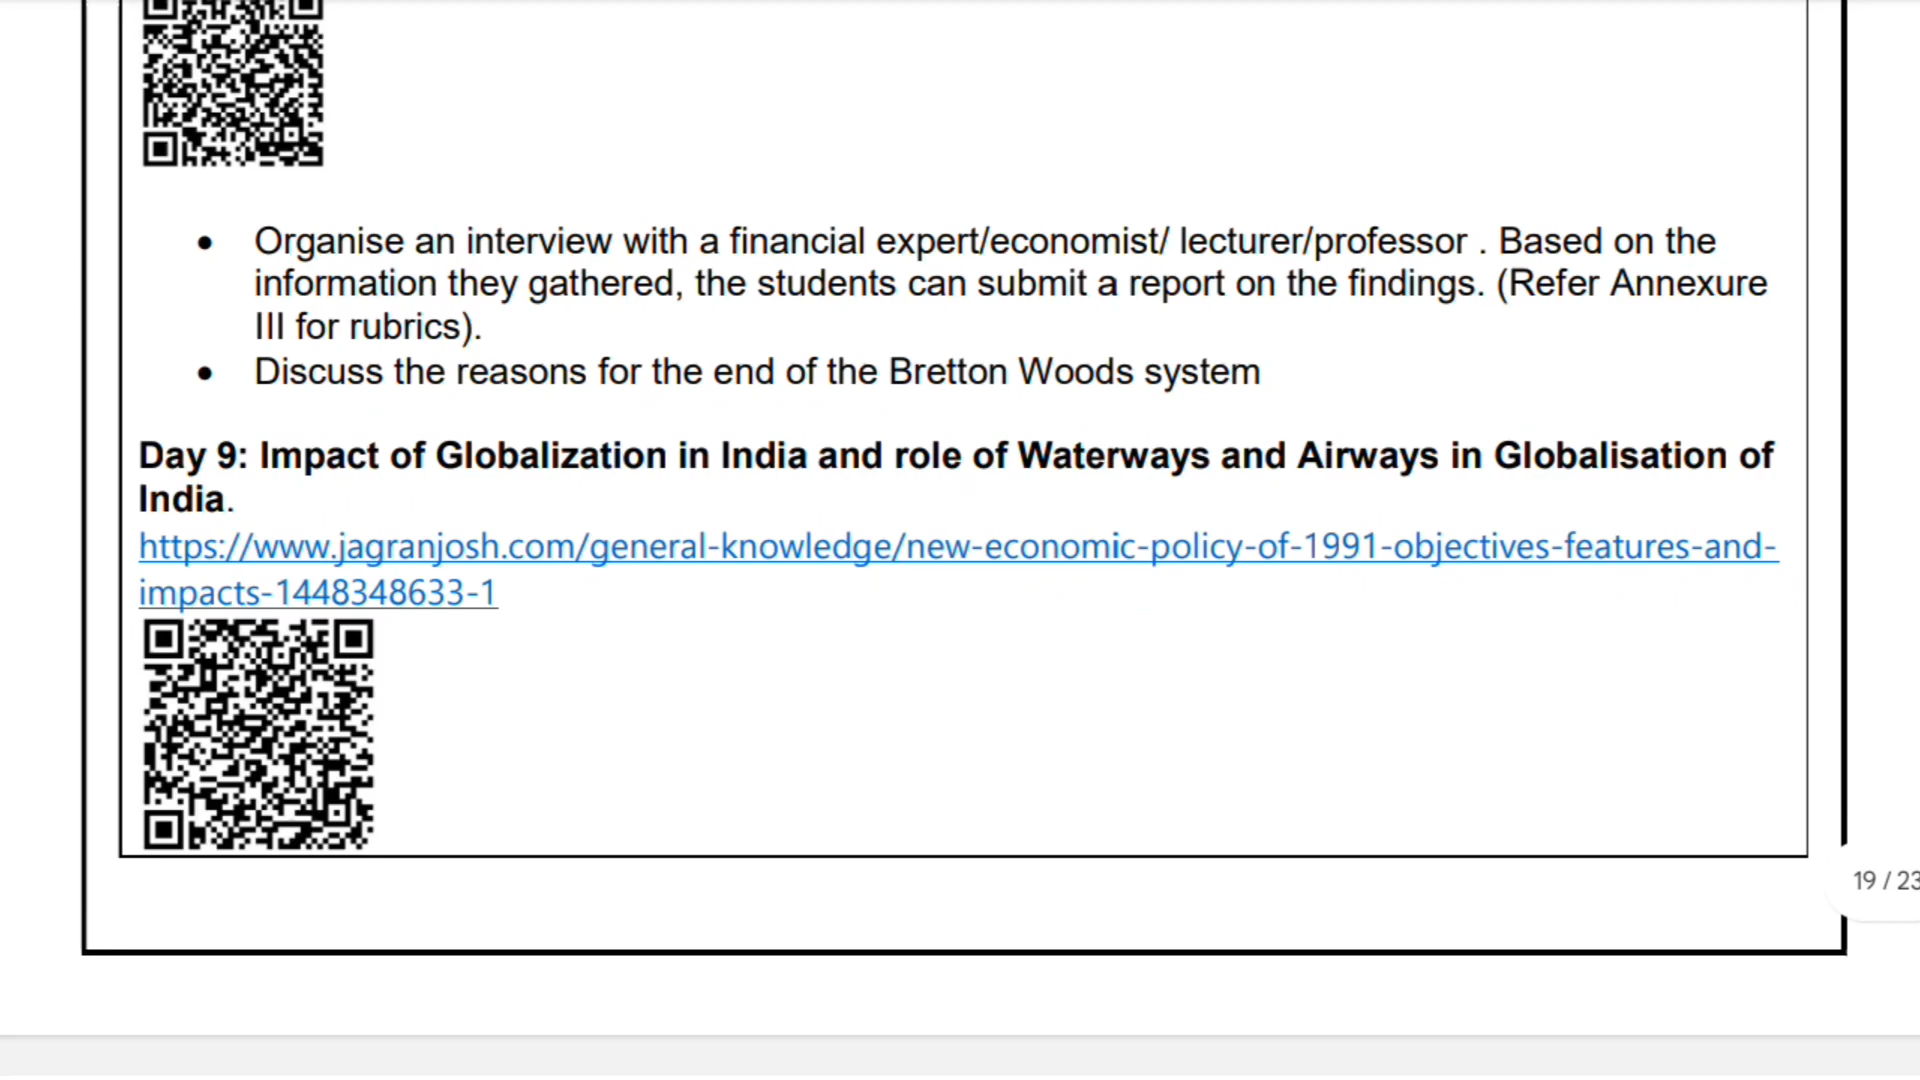 • Organise an interview with a financial expert/economist/ lecturer/professor . Based on the
information they gathered, the students can submit a report on the findings. (Refer Annexure
III for rubrics).
• Discuss the reasons for the end of the Bretton Woods system
Day 9: Impact of Globalization in India and role of Waterways and Airways in Globalisation of
India.
https://www.jagranjosh.com/general-knowledge/new-economic-policy-of-1991-objectives-features-and-
impacts-1448348633-1
19 / 23